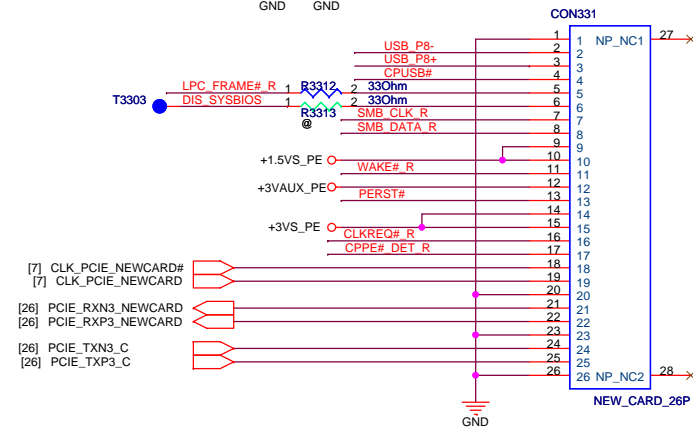 GND GND
CON331
1 1 NP_NC1 27
USB_P8- 2 2
USB_P8+ 3 3
CPUSB# 4 4
LPC_FRAME#_R 1 R3312 2 33Ohm 5 5
T3303 DIS_SYSBIOS 1 R3313 2 33Ohm 6 6
@
SMB_CLK_R 7 7
SMB_DATA_R 8 8
9 9
+1.5VS_PE 10 10
WAKE#_R 11 11
+3VAUX_PE 12 12
PERST# 13 13
14 14
+3VS_PE 15 15
CLKREQ#_R 16 16
CPPE#_DET_R 17 17
[7] CLK_PCIE_NEWCARD# 18 18
[7] CLK_PCIE_NEWCARD 19 19
20 20
[26] PCIE_RXN3_NEWCARD 21 21
[26] PCIE_RXP3_NEWCARD 22 22
23 23
[26] PCIE_TXN3_C 24 24
[26] PCIE_TXP3_C 25 25
26 26 NP_NC2 28
NEW_CARD_26P
GND